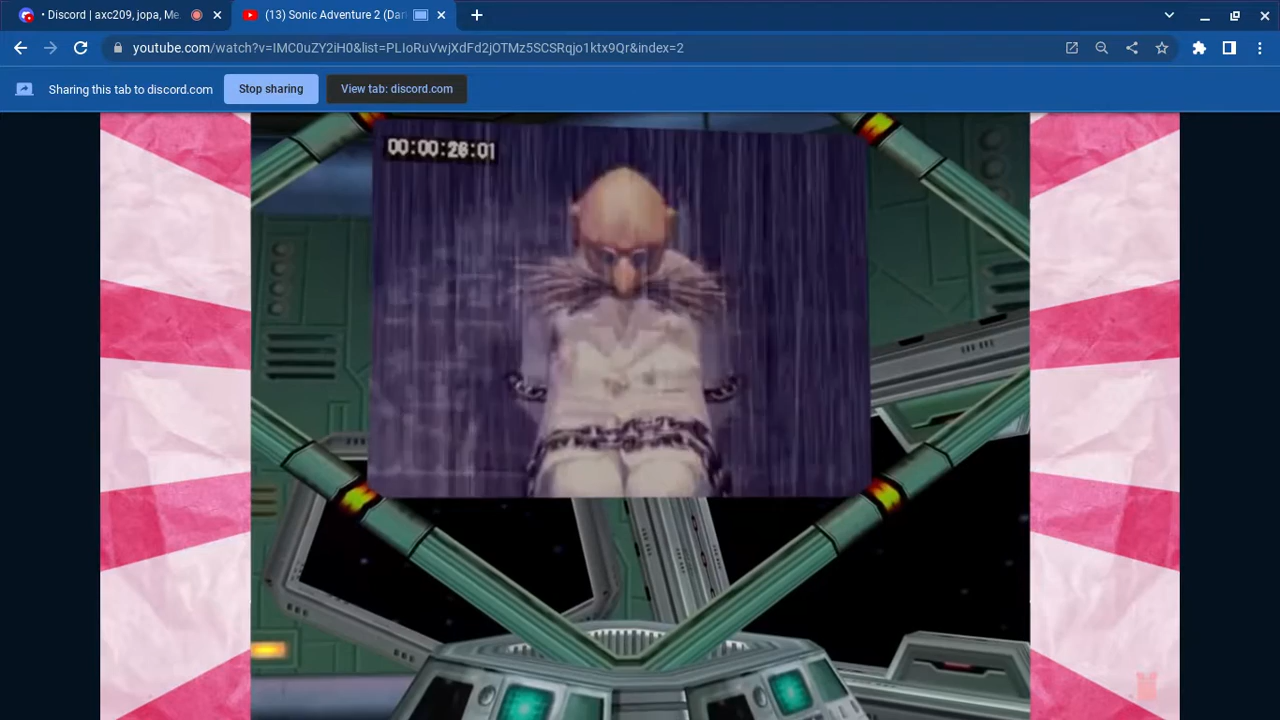 • Discord | axc209, jopa, Me
(13) Sonic Adventure 2 (Dar
youtube.com/watch?v=IMC0uZY2iH0&list=PLIoRuVwjXdFd2jOTMz5SCSRqjo1ktx9Qr&index=2
Sharing this tab to discord.com
Stop sharing
View tab: discord.com
00:00:26:01